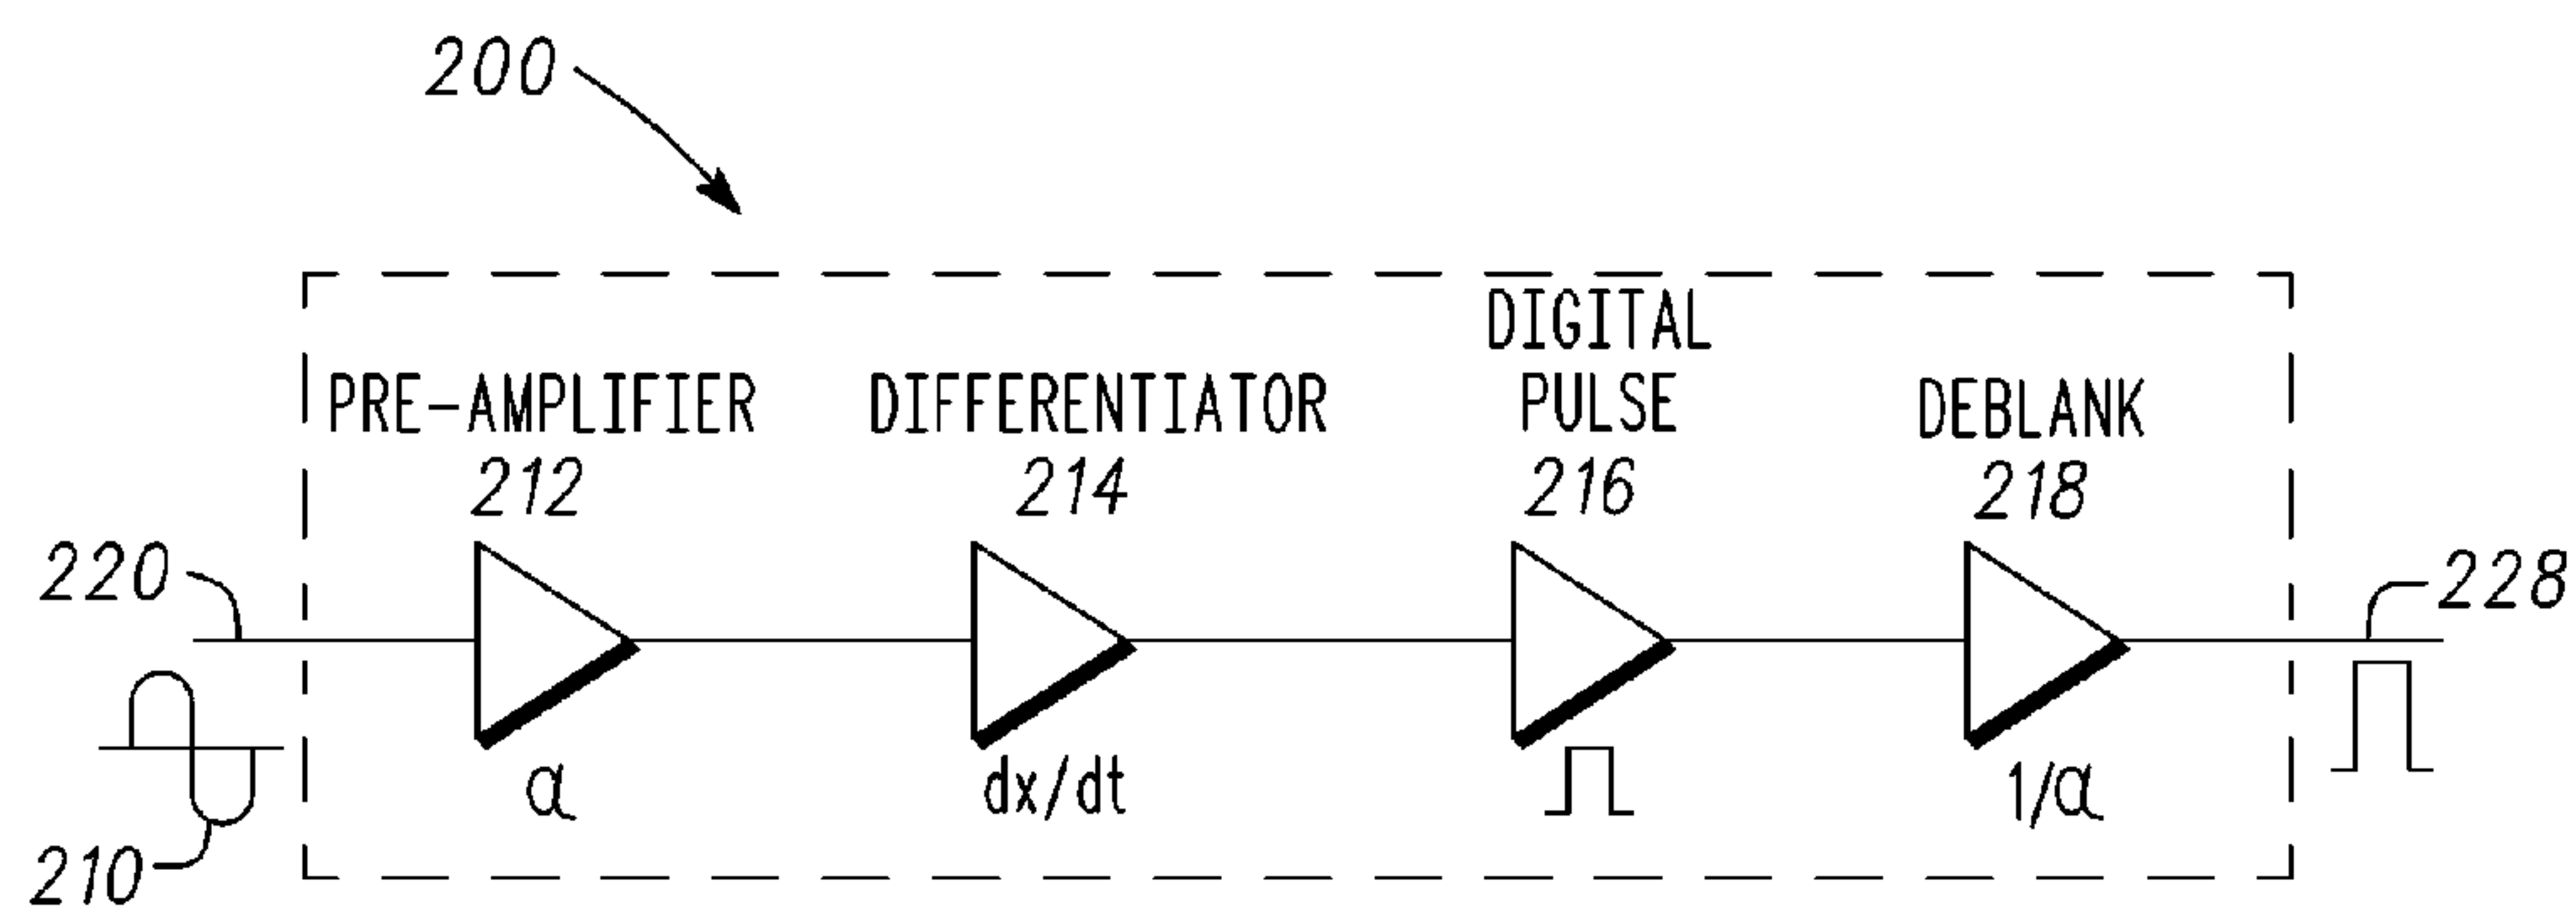 200
DIGITAL
PRE-AMPLIFIER DIFFERENTIATOR PULSE DEBLANK
212 214 216 218
220 228
α dx/dt 1/α
210